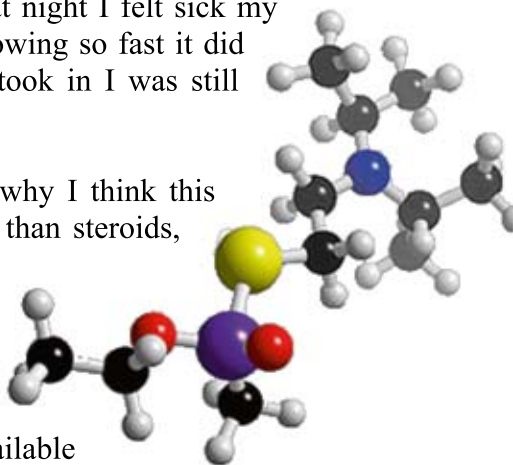 at night I felt sick my
owing so fast it did
took in I was still
why I think this
than steroids,
ailable